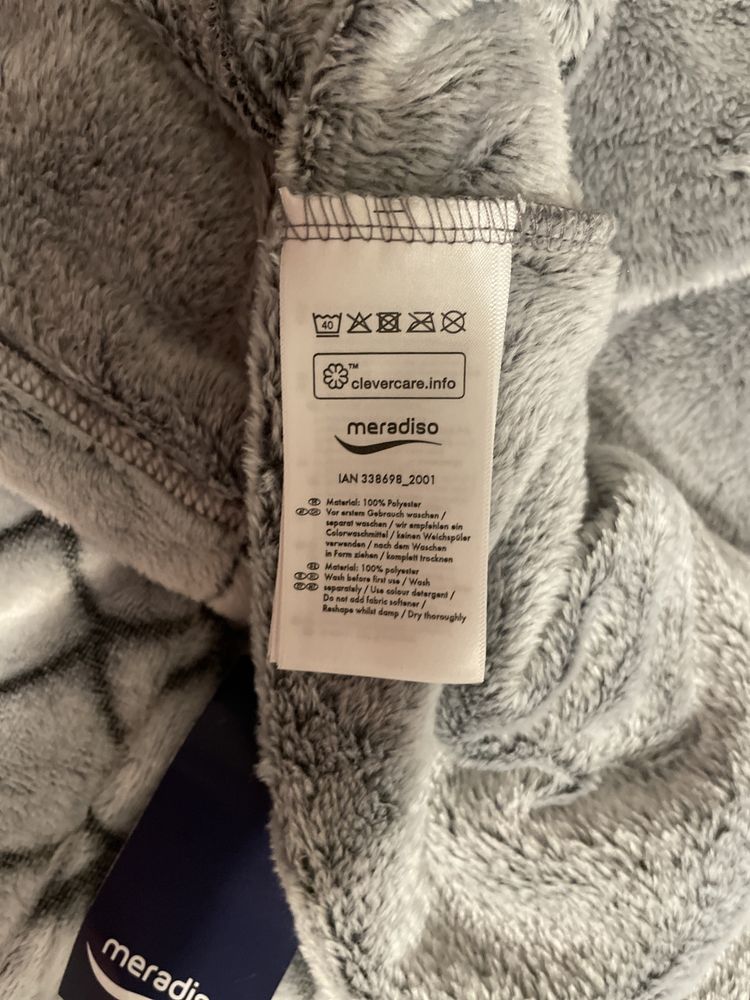 40
™
clevercare.info
meradiso
IAN 338698_2001
Material: 100% Polyester
Vor erstem Gebrauch waschen /
separat waschen / wir empfehlen ein
Colorwaschmittel / keinen Weichspüler
verwenden / nach dem Waschen
in Form ziehen / komplett trocknen
Material: 100% polyester
Wash before first use / Wash
separately / Use colour detergent /
Do not add fabric softener /
Reshape whilst damp / Dry thoroughly
meradiso